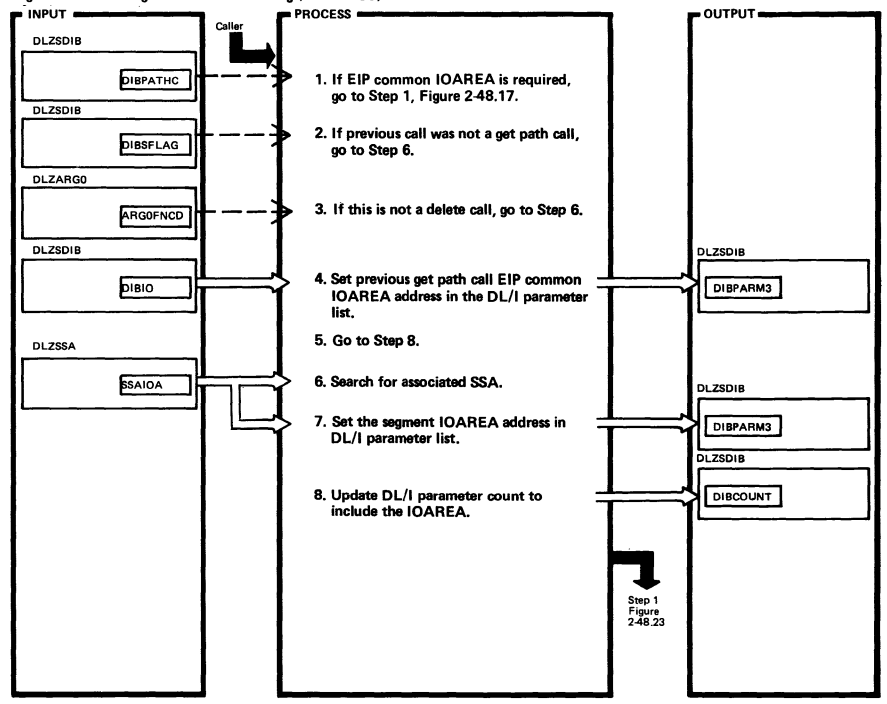 INPUT
DLZSDIB
DIBPATHC
DLZSDIB
DIBSFLAG
DLZARG0
ARG0FNCD
DLZSDIB
DIBIO
DLZSSA
SSAIOA
Caller
PROCESS
1. If EIP common IOAREA is required,
go to Step 1, Figure 2-48.17.
2. If previous call was not a get path call,
go to Step 6.
3. If this is not a delete call, go to Step 6.
4. Set previous get path call EIP common
IOAREA address in the DL/I parameter
list.
5. Go to Step 8.
6. Search for associated SSA.
7. Set the segment IOAREA address in
DL/I parameter list.
8. Update DL/I parameter count to
include the IOAREA.
Step 1
Figure
2-48.23
OUTPUT
DLZSDIB
DIBPARM3
DLZSDIB
DIBPARM3
DLZSDIB
DIBCOUNT